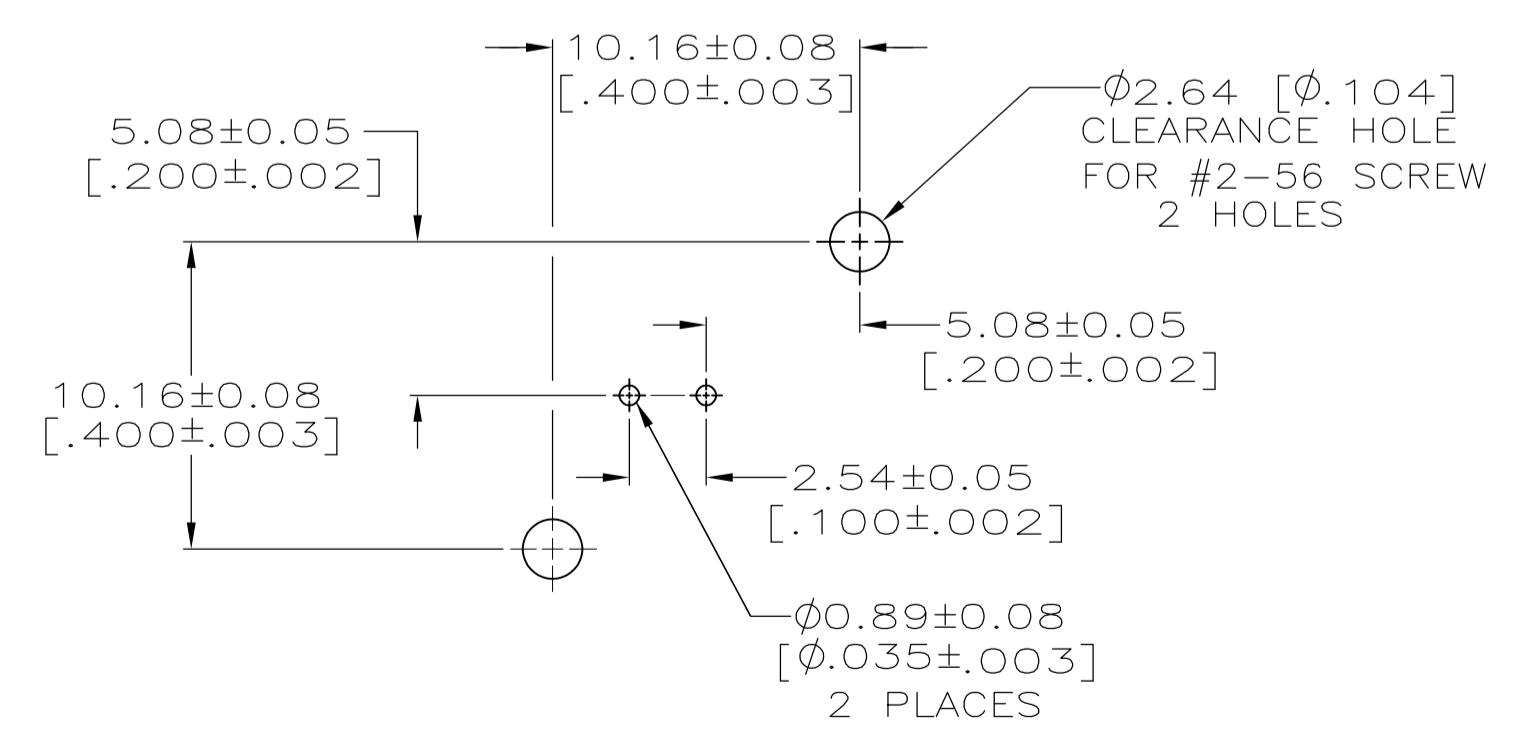 10.16±0.08
[.400±.003]
Ø2.64 [Ø.104]
CLEARANCE HOLE
FOR #2-56 SCREW
2 HOLES
5.08±0.05
[.200±.002]
5.08±0.05
[.200±.002]
10.16±0.08
[.400±.003]
2.54±0.05
[.100±.002]
Ø0.89±0.08
[Ø.035±.003]
2 PLACES